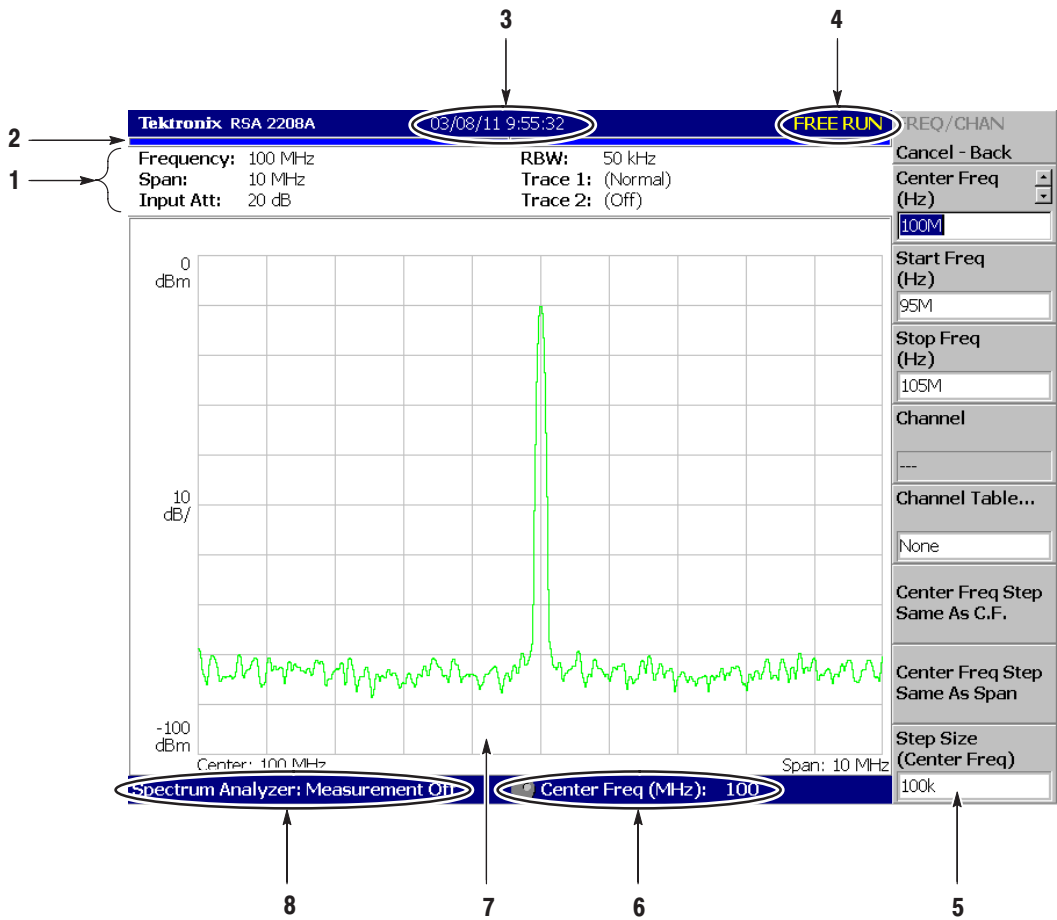 3
4
2
1
Tektronix RSA 2208A 03/08/11 9:55:32 FREE RUN
Frequency: 100 MHz RBW: 50 kHz
Span: 10 MHz Trace 1: (Normal)
Input Att: 20 dB Trace 2: (Off)
0
dBm
10
dB/
-100
dBm
Center: 100 MHz Span: 10 MHz
Spectrum Analyzer: Measurement Off Center Freq (MHz): 100
FREQ/CHAN
Cancel - Back
Center Freq
(Hz)
100M
Start Freq
(Hz)
95M
Stop Freq
(Hz)
105M
Channel
---
Channel Table...
None
Center Freq Step
Same As C.F.
Center Freq Step
Same As Span
Step Size
(Center Freq)
100k
8
7
6
5